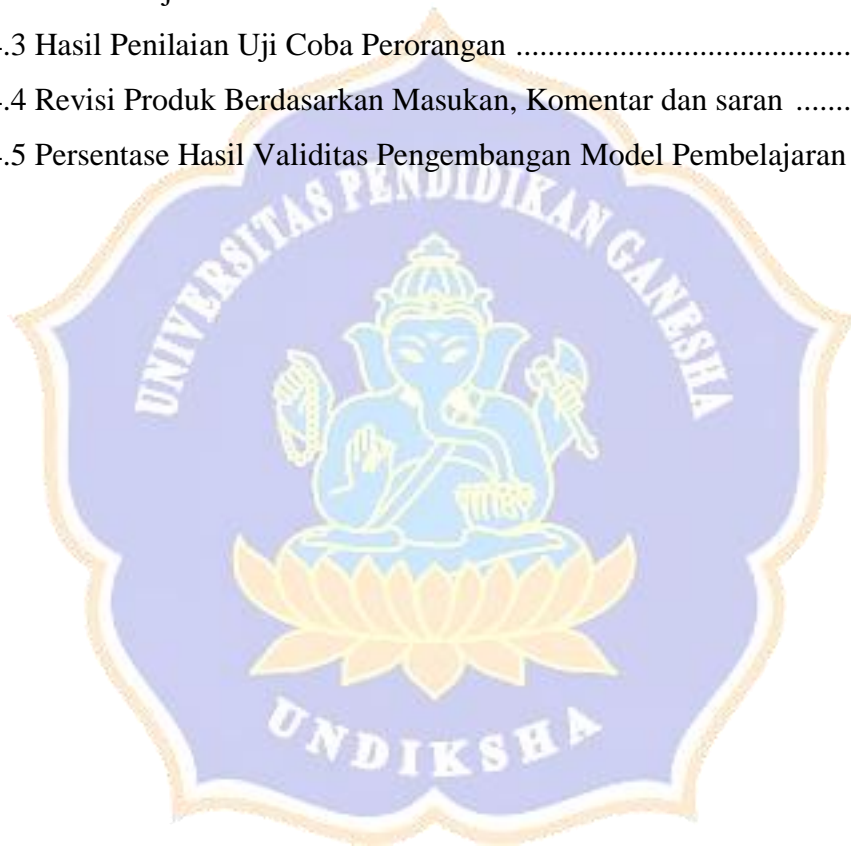 .3 Hasil Penilaian Uji Coba Perorangan ..........................................
.4 Revisi Produk Berdasarkan Masukan, Komentar dan saran .......
.5 Persentase Hasil Validitas Pengembangan Model Pembelajaran
UNIVERSITAS PENDIDIKAN GANESHA
UNDIKSHA